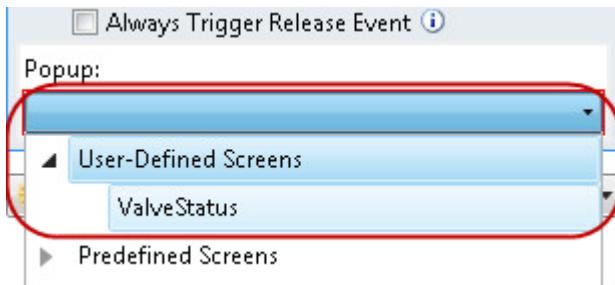 Always Trigger Release Event
Popup:
User-Defined Screens
ValveStatus
Predefined Screens